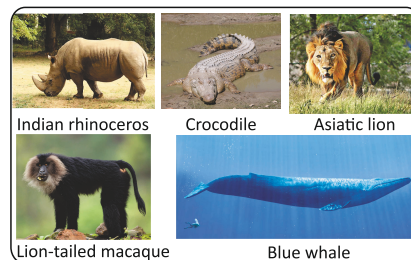 Indian rhinoceros
Crocodile
Asiatic lion
Lion-tailed macaque
Blue whale